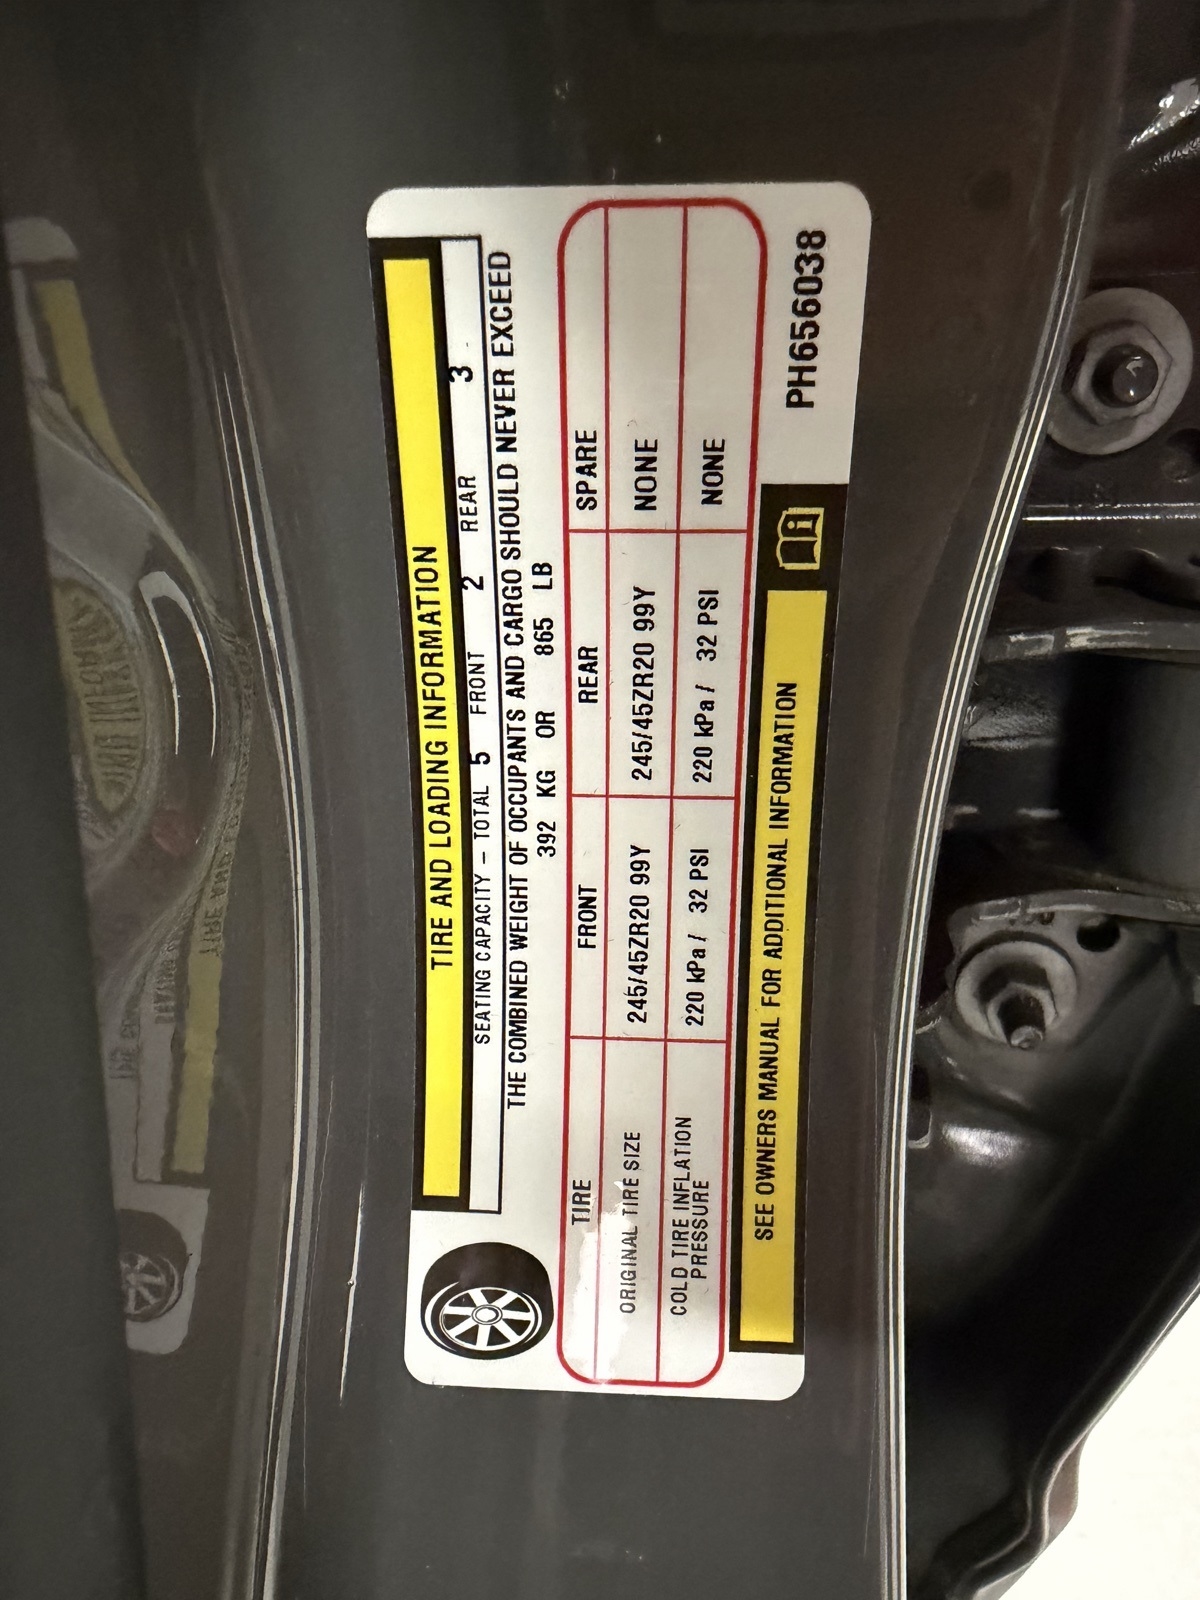 TIRE AND LOADING INFORMATION
SEATING CAPACITY – TOTAL 5 FRONT 2 REAR 3
THE COMBINED WEIGHT OF OCCUPANTS AND CARGO SHOULD NEVER EXCEED
392 KG OR 865 LB
TIRE FRONT REAR SPARE
ORIGINAL TIRE SIZE 245/45ZR20 99Y 245/45ZR20 99Y NONE
COLD TIRE INFLATION
PRESSURE 220 kPa / 32 PSI 220 kPa / 32 PSI NONE
SEE OWNERS MANUAL FOR ADDITIONAL INFORMATION
PH656038